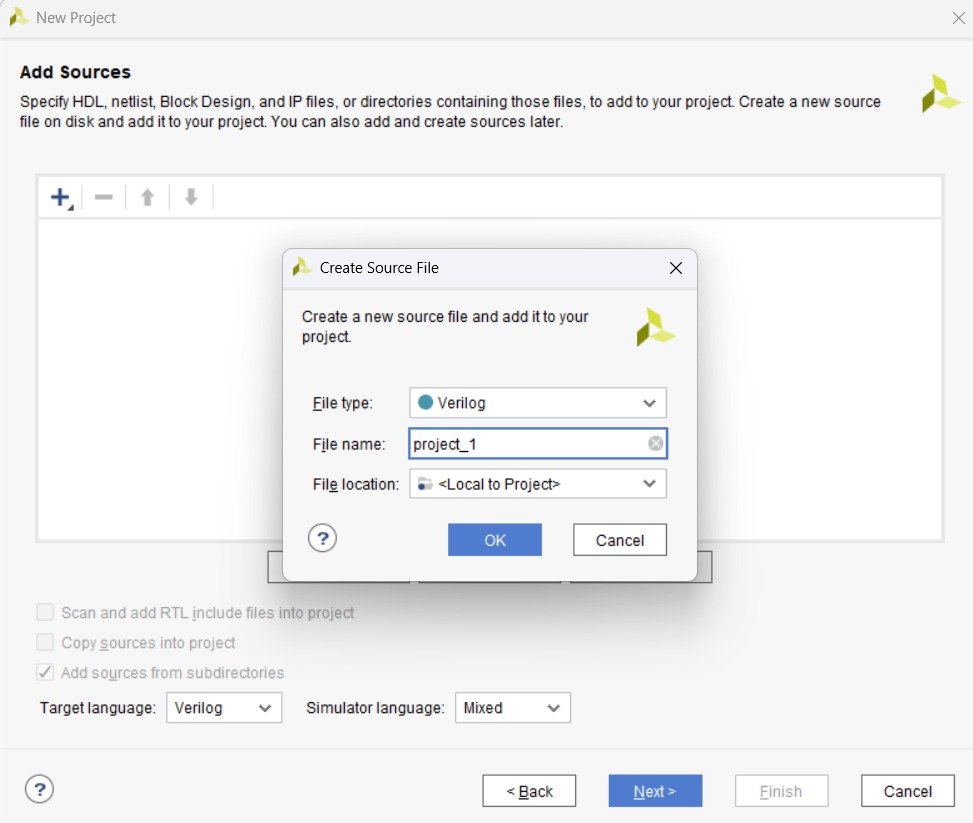 New Project
Add Sources
Specify HDL, netlist, Block Design, and IP files, or directories containing those files, to add to your project. Create a new source
file on disk and add it to your project. You can also add and create sources later.
Create Source File
Create a new source file and add it to your
project.
File type: Verilog
File name: project_1
File location: <Local to Project>
? OK Cancel
Scan and add RTL include files into project
Copy sources into project
Add sources from subdirectories
Target language: Verilog Simulator language: Mixed
? < Back Next > Finish Cancel